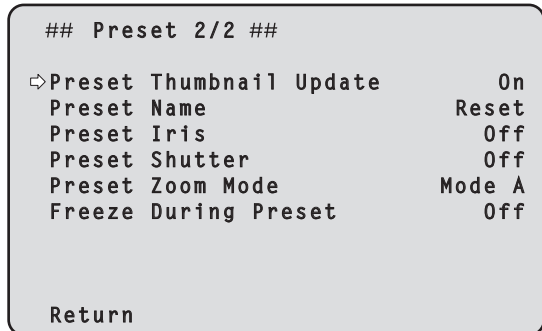 ## Preset 2/2 ##
⇨Preset Thumbnail Update On
Preset Name Reset
Preset Iris Off
Preset Shutter Off
Preset Zoom Mode Mode A
Freeze During Preset Off
Return